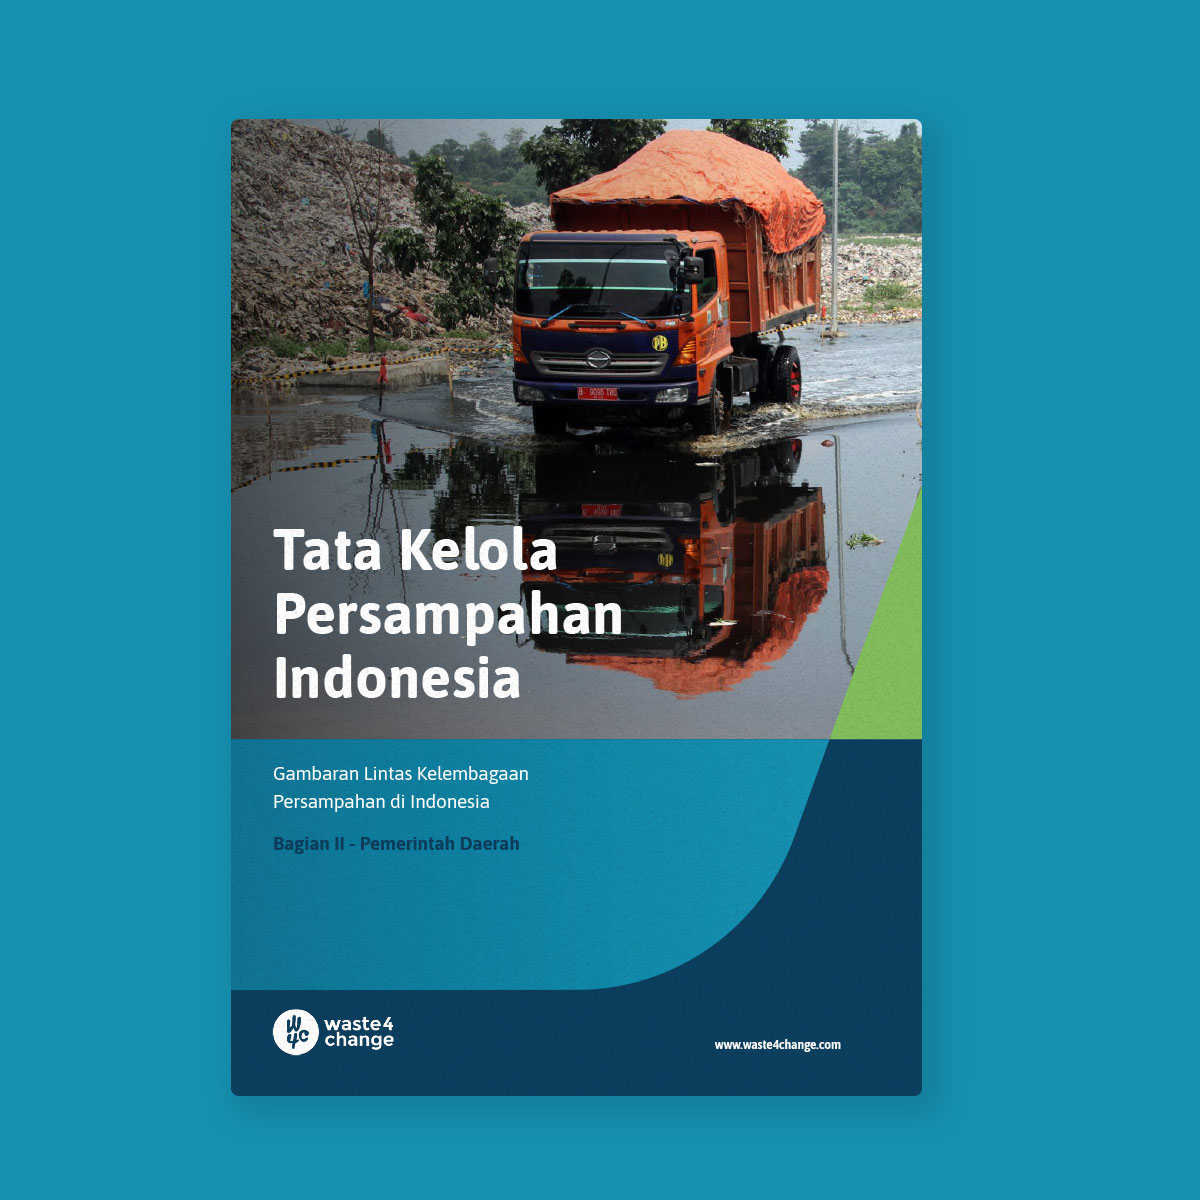 Tata Kelola
Persampahan
Indonesia
Gambaran Lintas Kelembagaan
Persampahan di Indonesia
Bagian II - Pemerintah Daerah
W4C
waste4
change
www.waste4change.com